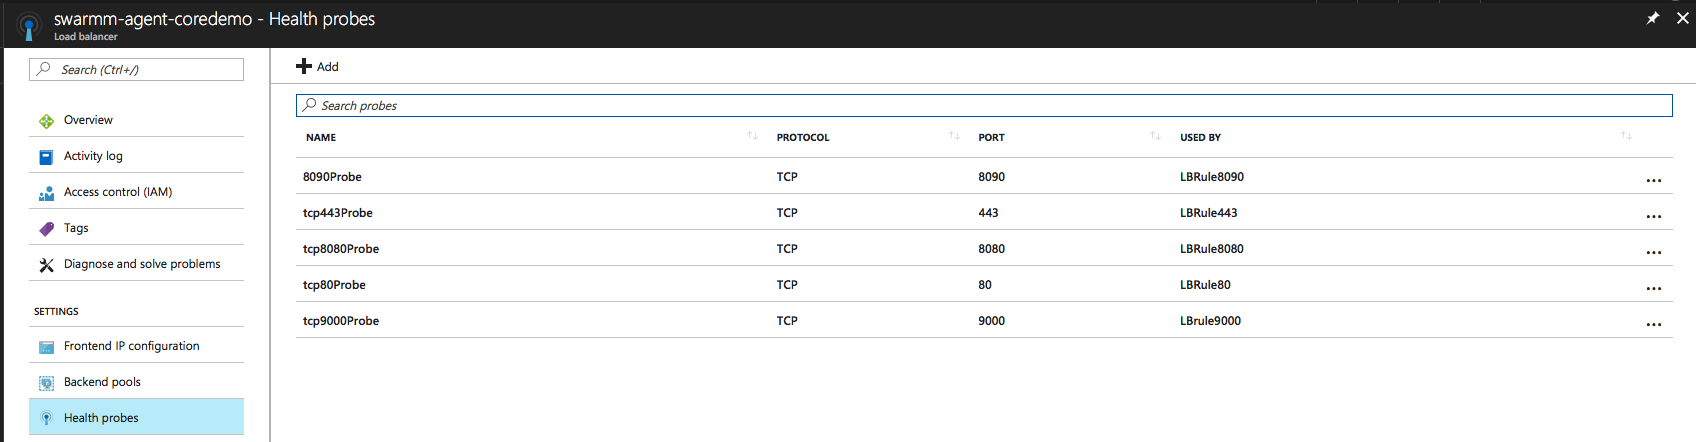 swarmm-agent-coredemo - Health probes
Load balancer
Search (Ctrl+/)
Overview
Activity log
Access control (IAM)
Tags
Diagnose and solve problems
SETTINGS
Frontend IP configuration
Backend pools
Health probes
Add
Search probes
NAME PROTOCOL PORT USED BY
8090Probe TCP 8090 LBRule8090
tcp443Probe TCP 443 LBRule443
tcp8080Probe TCP 8080 LBRule8080
tcp80Probe TCP 80 LBRule80
tcp9000Probe TCP 9000 LBrule9000